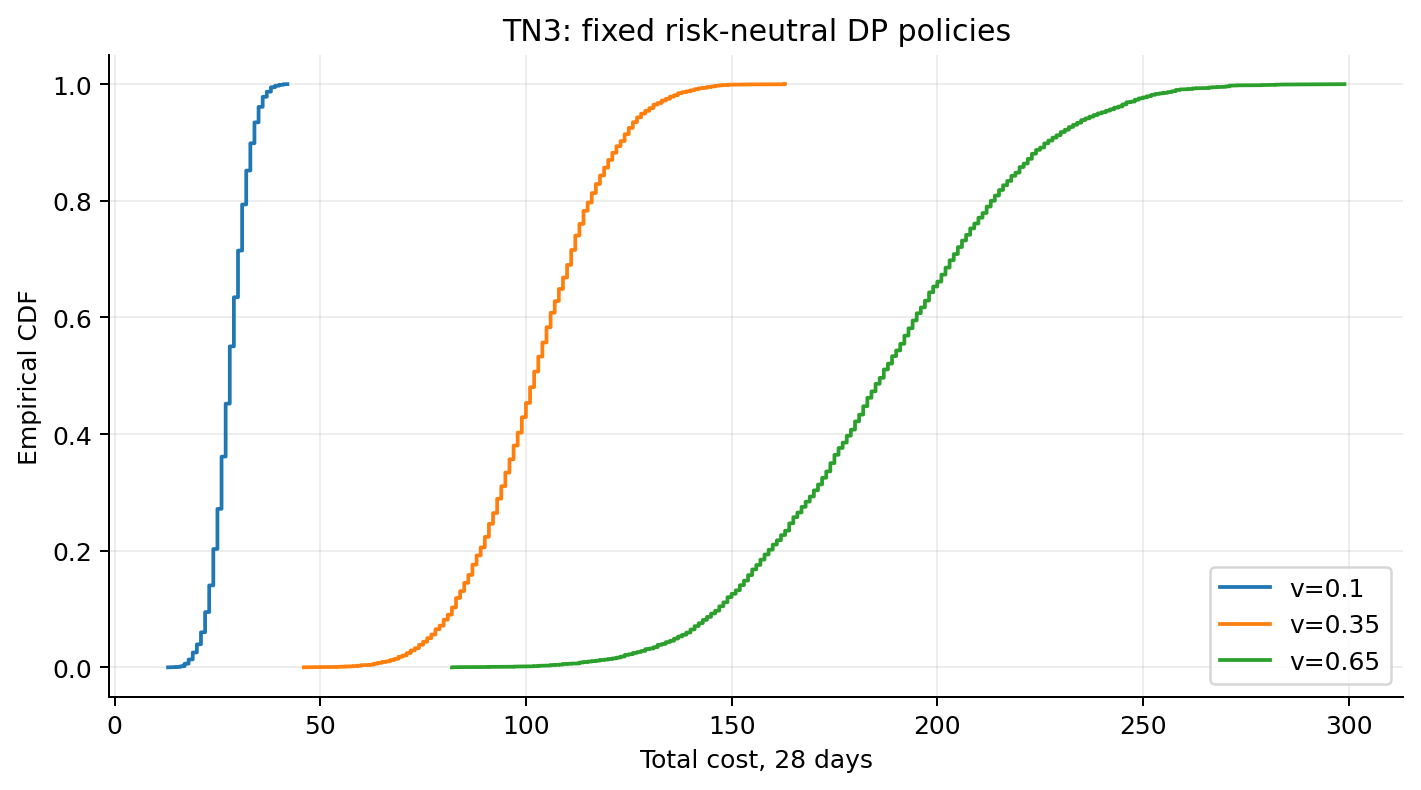 TN3: fixed risk-neutral DP policies
Empirical CDF
1.0
0.8
0.6
0.4
0.2
0.0
0 50 100 150 200 250 300
Total cost, 28 days
v=0.1
v=0.35
v=0.65